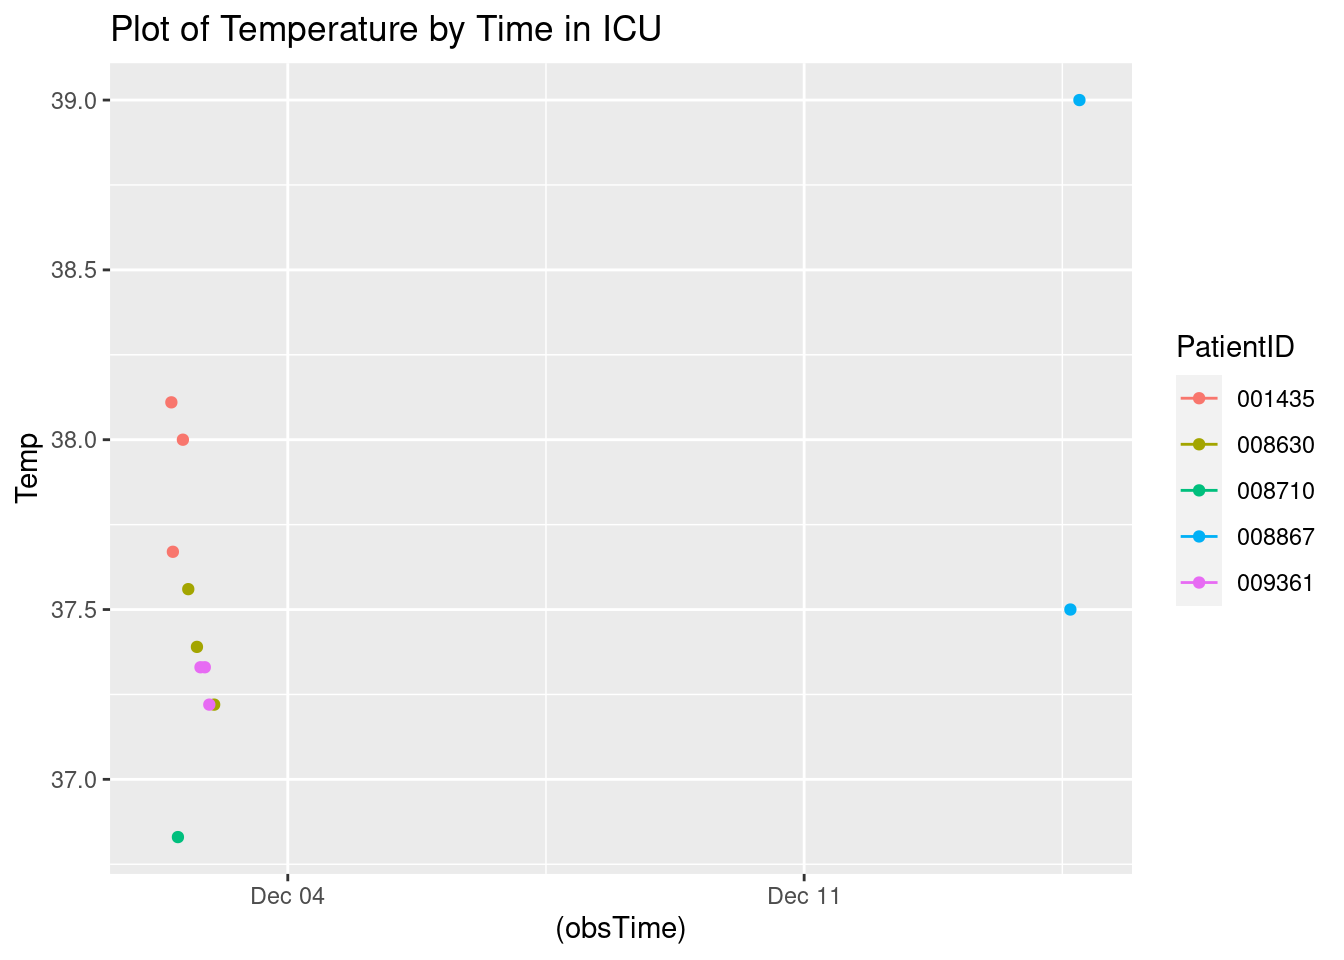 Plot of Temperature by Time in ICU
39.0
38.5
38.0
37.5
37.0
Temp
Dec 04
Dec 11
(obsTime)
PatientID
001435
008630
008710
008867
009361